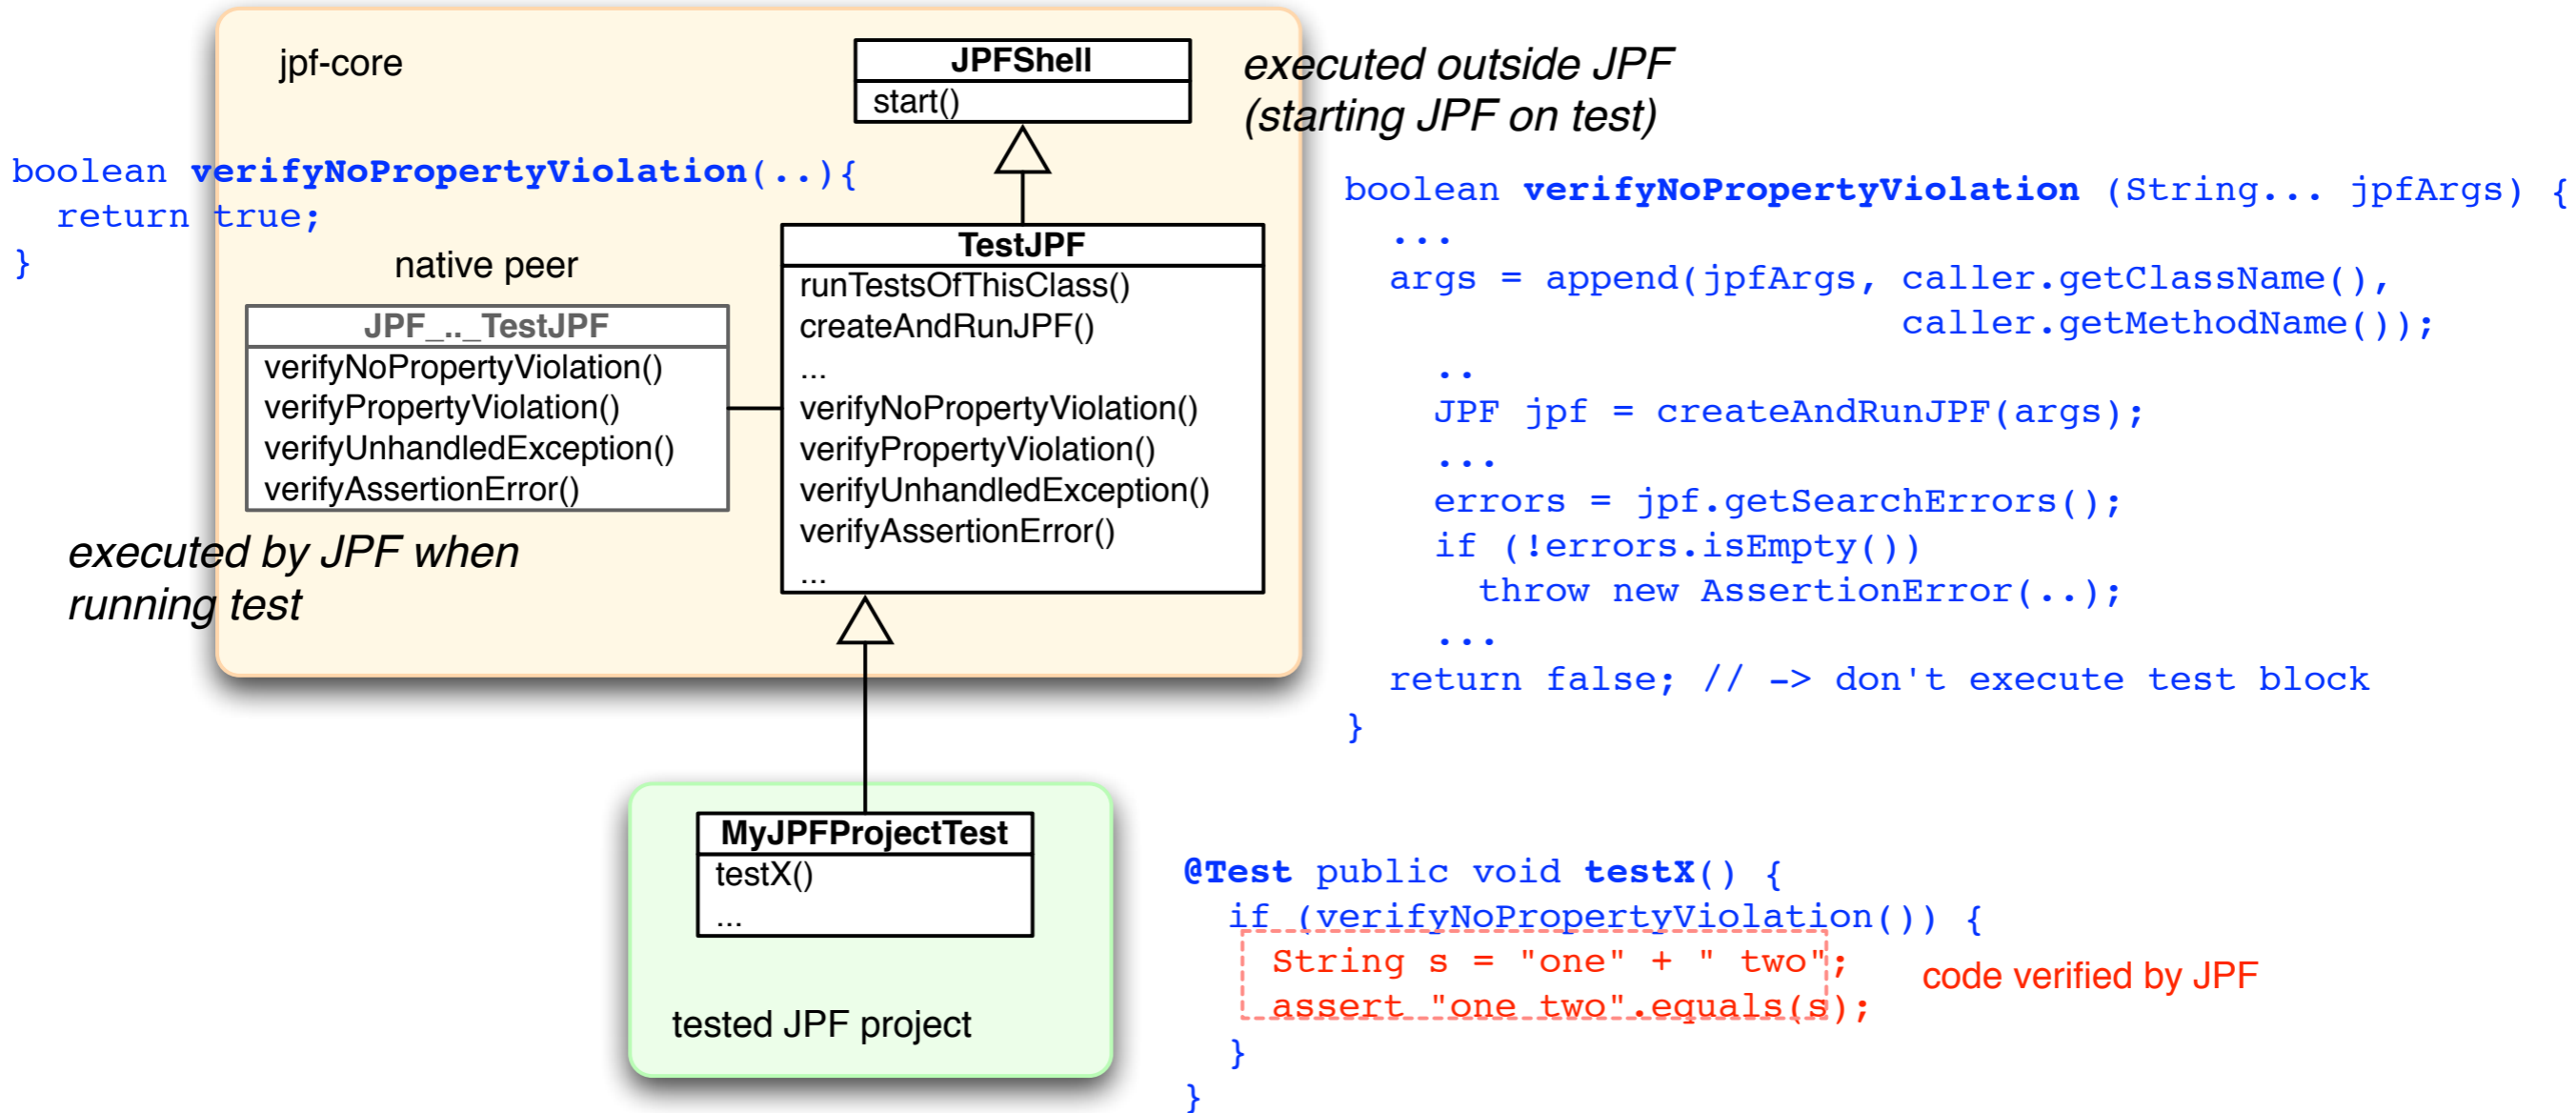 jpf-core
JPFShell
start()
executed outside JPF
(starting JPF on test)
boolean verifyNoPropertyViolation(..){
return true;
}
native peer
JPF_.._TestJPF
verifyNoPropertyViolation()
verifyPropertyViolation()
verifyUnhandledException()
verifyAssertionError()
executed by JPF when
running test
TestJPF
runTestsOfThisClass()
createAndRunJPF()
...
verifyNoPropertyViolation()
verifyPropertyViolation()
verifyUnhandledException()
verifyAssertionError()
...
boolean verifyNoPropertyViolation (String... jpfArgs) {
...
args = append(jpfArgs, caller.getClassName(),
caller.getMethodName());
..
JPF jpf = createAndRunJPF(args);
...
errors = jpf.getSearchErrors();
if (!errors.isEmpty())
throw new AssertionError(..);
...
return false; // -> don't execute test block
}
MyJPFProjectTest
testX()
...
tested JPF project
@Test public void testX() {
if (verifyNoPropertyViolation()) {
String s = "one" + " two";
assert "one two".equals(s);
}
}
code verified by JPF